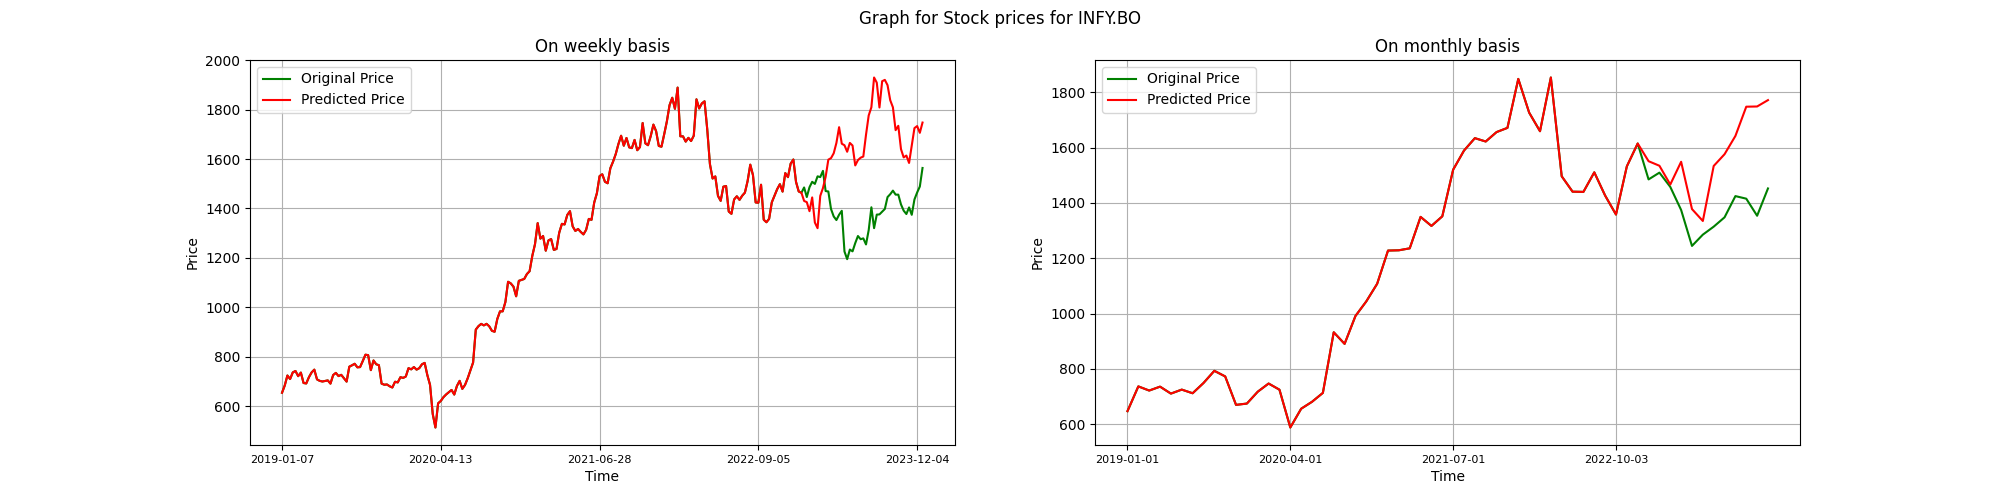 Graph for Stock prices for INFY.BO
On weekly basis
Original Price
Predicted Price
2000
1800
1600
1400
1200
1000
800
600
Price
2019-01-07
2020-04-13
2021-06-28
2022-09-05
2023-12-04
Time
On monthly basis
Original Price
Predicted Price
1800
1600
1400
1200
1000
800
600
Price
2019-01-01
2020-04-01
2021-07-01
2022-10-03
Time